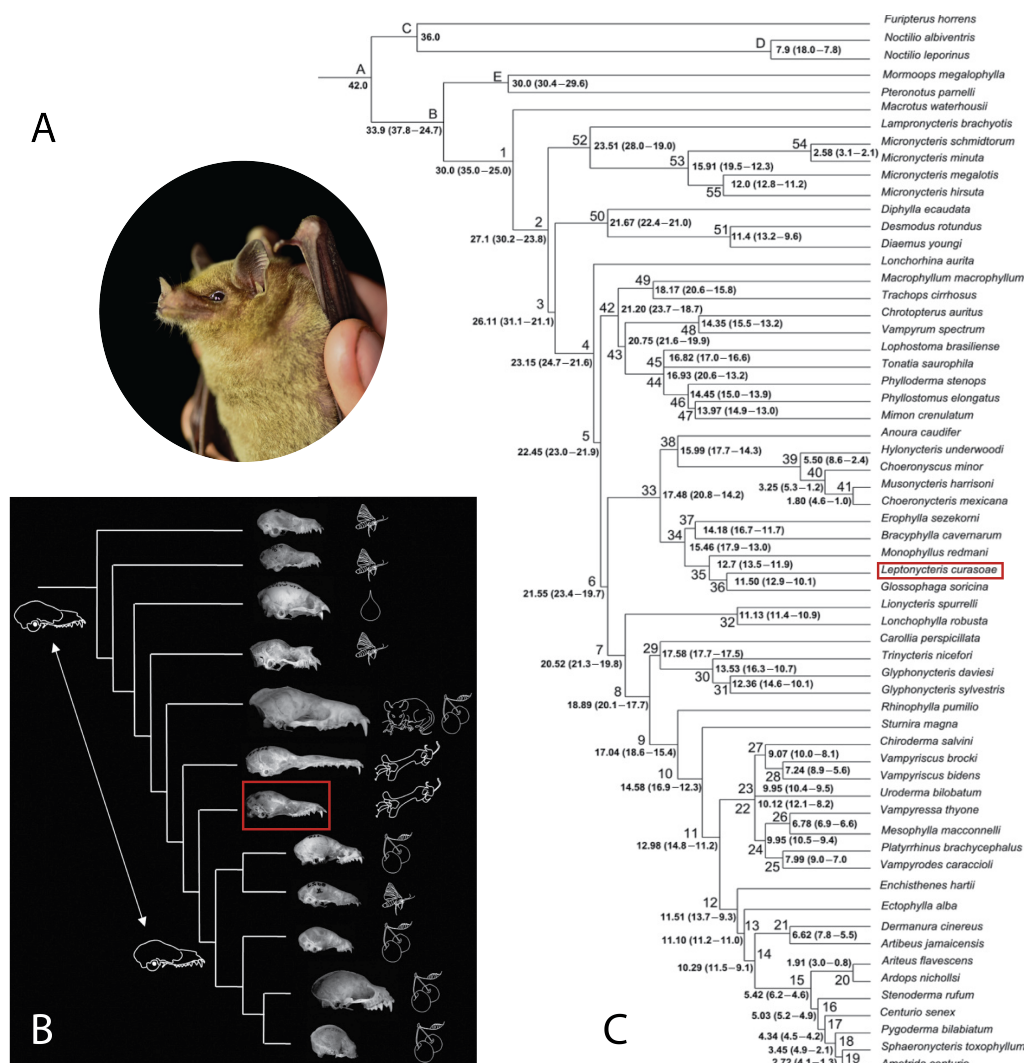 A
B
C
C
36.0
A
42.0
D
7.9 (18.0–7.8)
E
30.0 (30.4–29.6)
B
33.9 (37.8–24.7)
1
30.0 (35.0–25.0)
52
23.51 (28.0–19.0)
54
2.58 (3.1–2.1)
53
15.91 (19.5–12.3)
12.0 (12.8–11.2)
55
2
27.1 (30.2–23.8)
50
21.67 (22.4–21.0)
51
11.4 (13.2–9.6)
3
26.11 (31.1–21.1)
49
18.17 (20.6–15.8)
42
21.20 (23.7–18.7)
14.35 (15.5–13.2)
48
20.75 (21.6–19.9)
43
4
23.15 (24.7–21.6)
45
16.82 (17.0–16.6)
16.93 (20.6–13.2)
44
14.45 (15.0–13.9)
46
13.97 (14.9–13.0)
47
5
22.45 (23.0–21.9)
38
15.99 (17.7–14.3)
39
5.50 (8.6–2.4)
40
3.25 (5.3–1.2)
41
1.80 (4.6–1.0)
33
17.48 (20.8–14.2)
37
14.18 (16.7–11.7)
34
15.46 (17.9–13.0)
12.7 (13.5–11.9)
35
11.50 (12.9–10.1)
36
6
21.55 (23.4–19.7)
11.13 (11.4–10.9)
32
7
20.52 (21.3–19.8)
29
17.58 (17.7–17.5)
13.53 (16.3–10.7)
30
12.36 (14.6–10.1)
31
8
18.89 (20.1–17.7)
9
17.04 (18.6–15.4)
10
14.58 (16.9–12.3)
27
9.07 (10.0–8.1)
7.24 (8.9–5.6)
28
23
9.95 (10.4–9.5)
22
10.12 (12.1–8.2)
26
6.78 (6.9–6.6)
9.95 (10.5–9.4)
24
7.99 (9.0–7.0
25
11
12.98 (14.8–11.2)
12
11.51 (13.7–9.3)
13
11.10 (11.2–11.0)
21
6.62 (7.8–5.5)
14
10.29 (11.5–9.1)
1.91 (3.0–0.8)
20
15
5.42 (6.2–4.6)
16
5.03 (5.2–4.9)
17
4.34 (4.5–4.2)
18
3.45 (4.9–2.1)
19
2.72 (4.1–1.3)
Furipterus horrens
Noctilio albiventris
Noctilio leporinus
Mormoops megalophylla
Pteronotus parnelli
Macrotus waterhousii
Lampronycteris brachyotis
Micronycteris schmidtorum
Micronycteris minuta
Micronycteris megalotis
Micronycteris hirsuta
Diphylla ecaudata
Desmodus rotundus
Diaemus youngi
Lonchorhina aurita
Macrophyllum macrophyllum
Trachops cirrhosus
Chrotopterus auritus
Vampyrum spectrum
Lophostoma brasiliense
Tonatia saurophila
Phylloderma stenops
Phyllostomus elongatus
Mimon crenulatum
Anoura caudifer
Hylonycteris underwoodi
Choeronyscus minor
Musonycteris harrisoni
Choeronycteris mexicana
Erophylla sezekorni
Bracyphylla cavernarum
Monophyllus redmani
Leptonycteris curasoae
Glossophaga soricina
Lionycteris spurrelli
Lonchophylla robusta
Carollia perspicillata
Trinycteris nicefori
Glyphonycteris daviesi
Glyphonycteris sylvestris
Rhinophylla pumilio
Sturnira magna
Chiroderma salvini
Vampyriscus brocki
Vampyriscus bidens
Uroderma bilobatum
Vampyressa thyone
Mesophylla macconnelli
Platyrrhinus brachycephalus
Vampyrodes caraccioli
Enchisthenes hartii
Ectophylla alba
Dermanura cinereus
Artibeus jamaicensis
Ariteus flavescens
Ardops nichollsi
Stenoderma rufum
Centurio senex
Pygoderma bilabiatum
Sphaeronycteris toxophyllum
Ametrida centurio